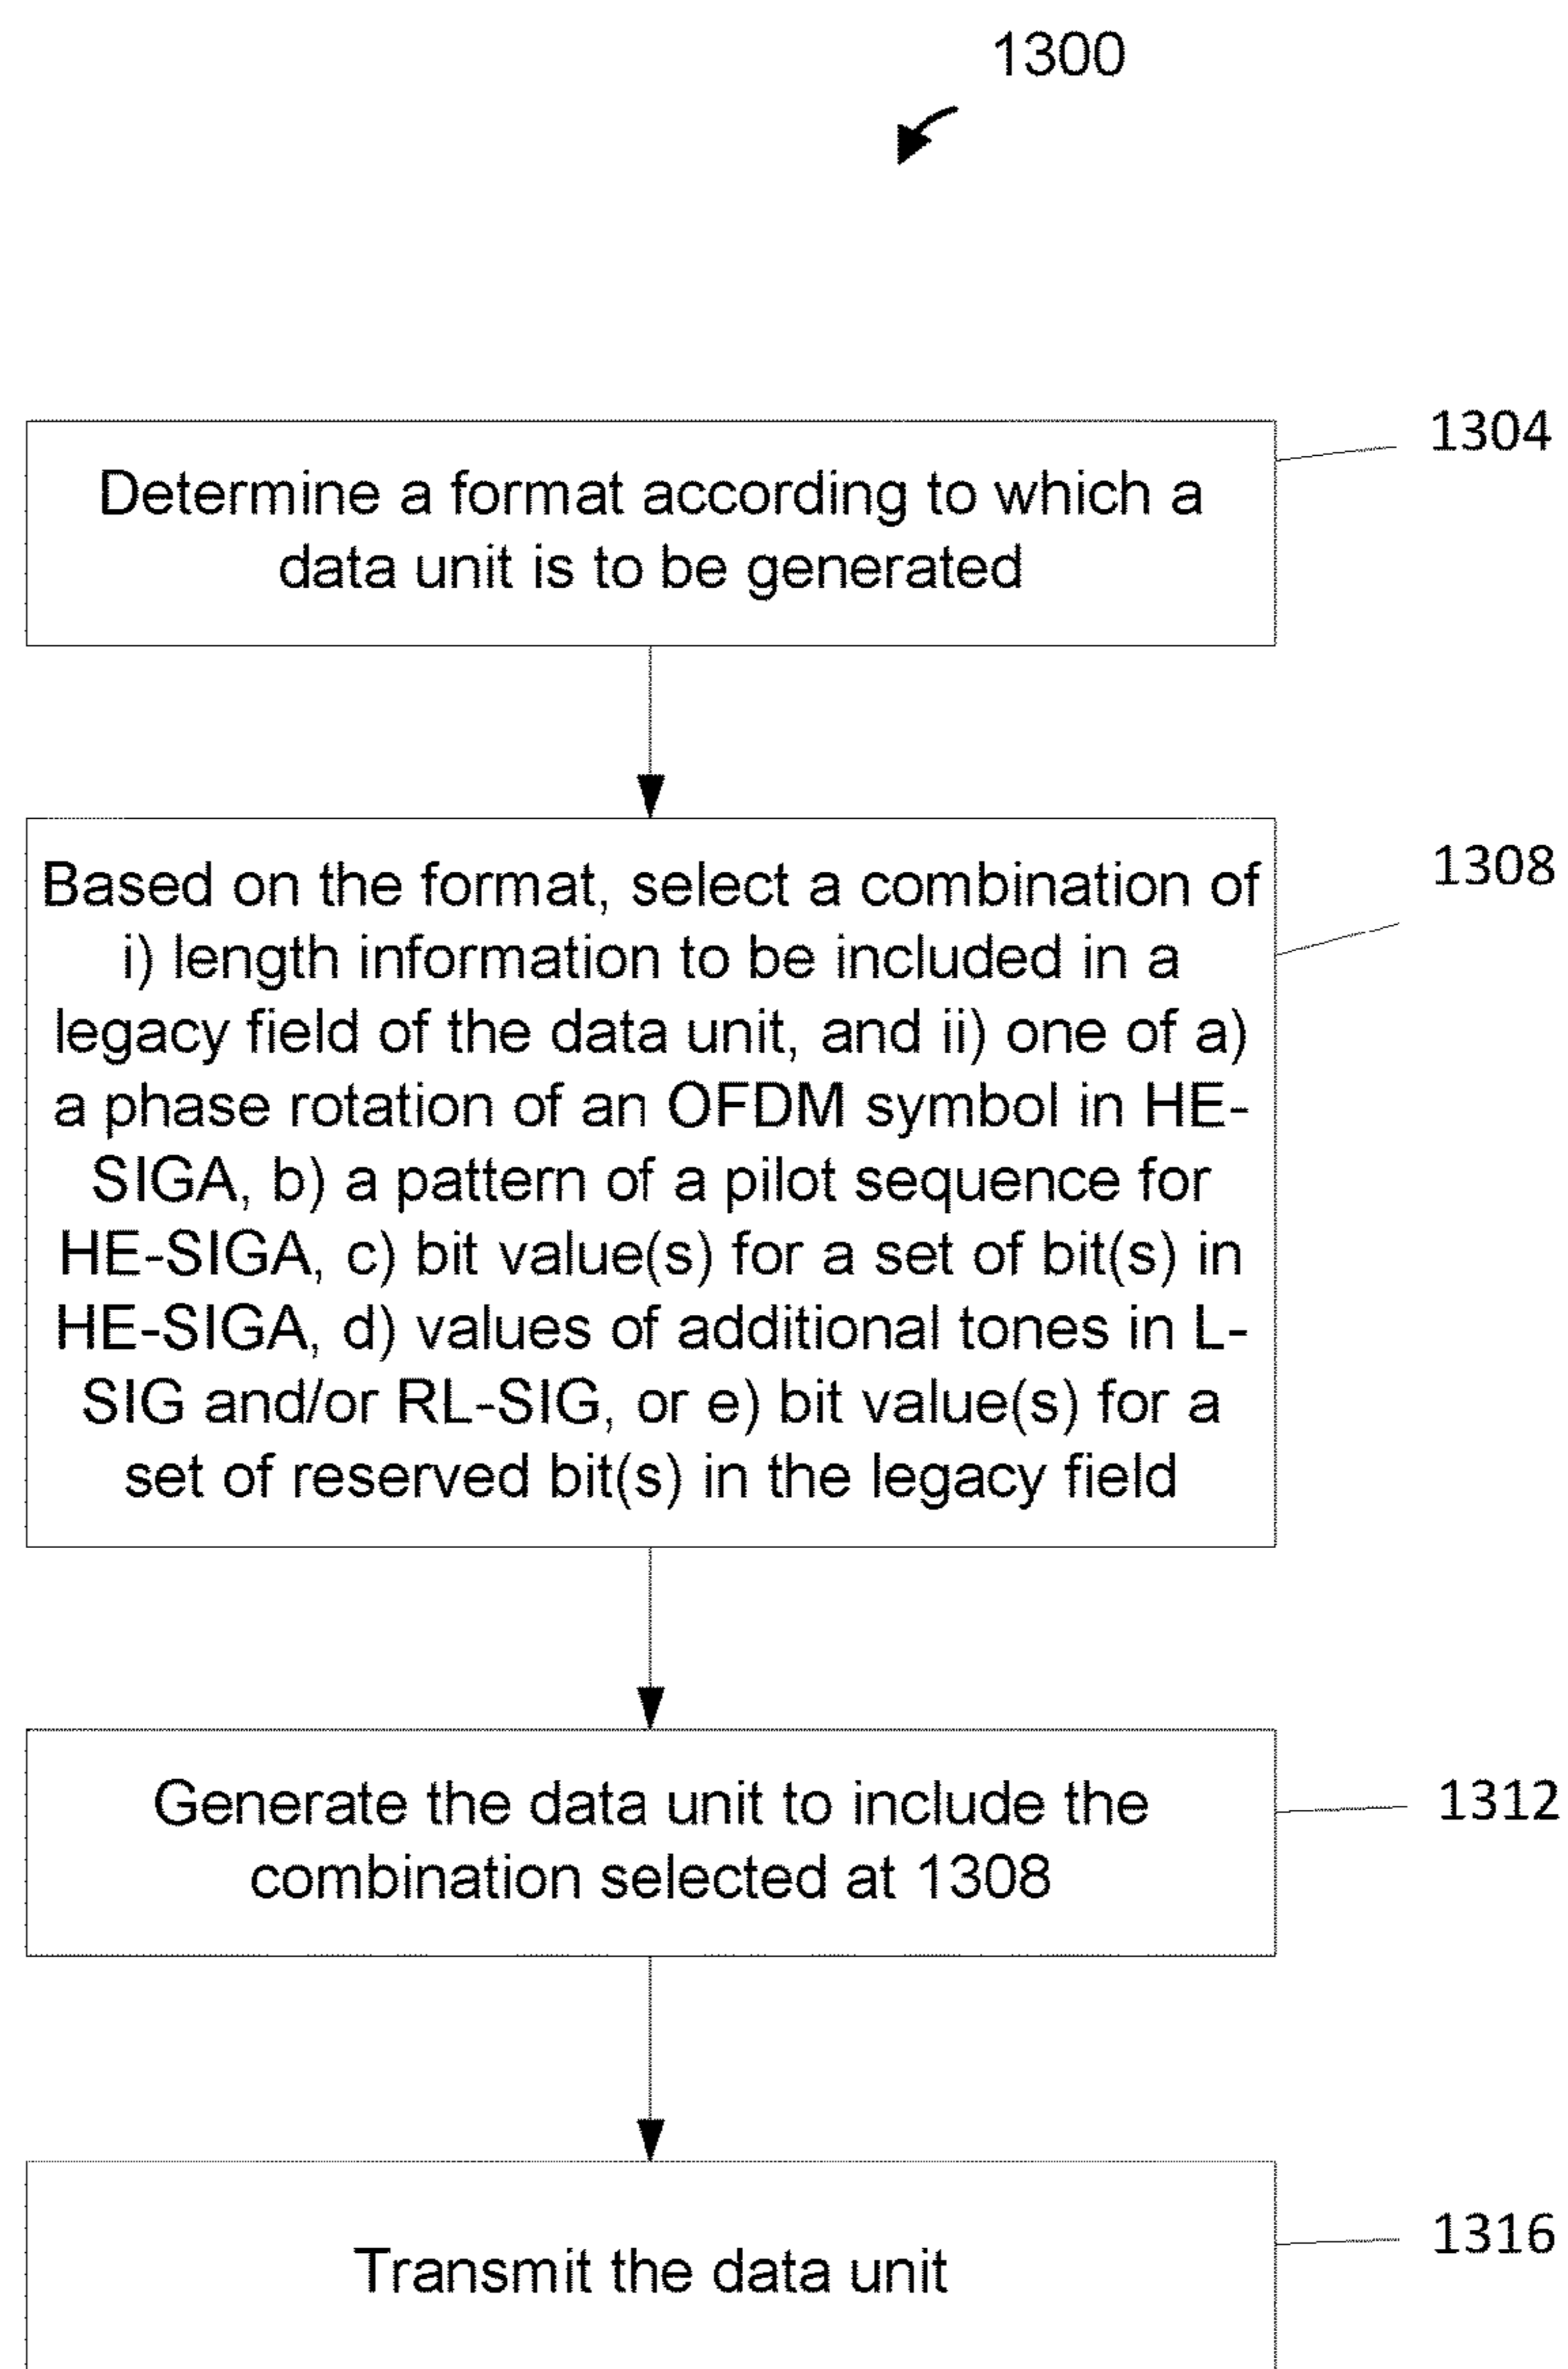 1300
1304
Determine a format according to which a
data unit is to be generated
1308
Based on the format, select a combination of
i) length information to be included in a
legacy field of the data unit, and ii) one of a)
a phase rotation of an OFDM symbol in HE-
SIGA, b) a pattern of a pilot sequence for
HE-SIGA, c) bit value(s) for a set of bit(s) in
HE-SIGA, d) values of additional tones in L-
SIG and/or RL-SIG, or e) bit value(s) for a
set of reserved bit(s) in the legacy field
1312
Generate the data unit to include the
combination selected at 1308
1316
Transmit the data unit